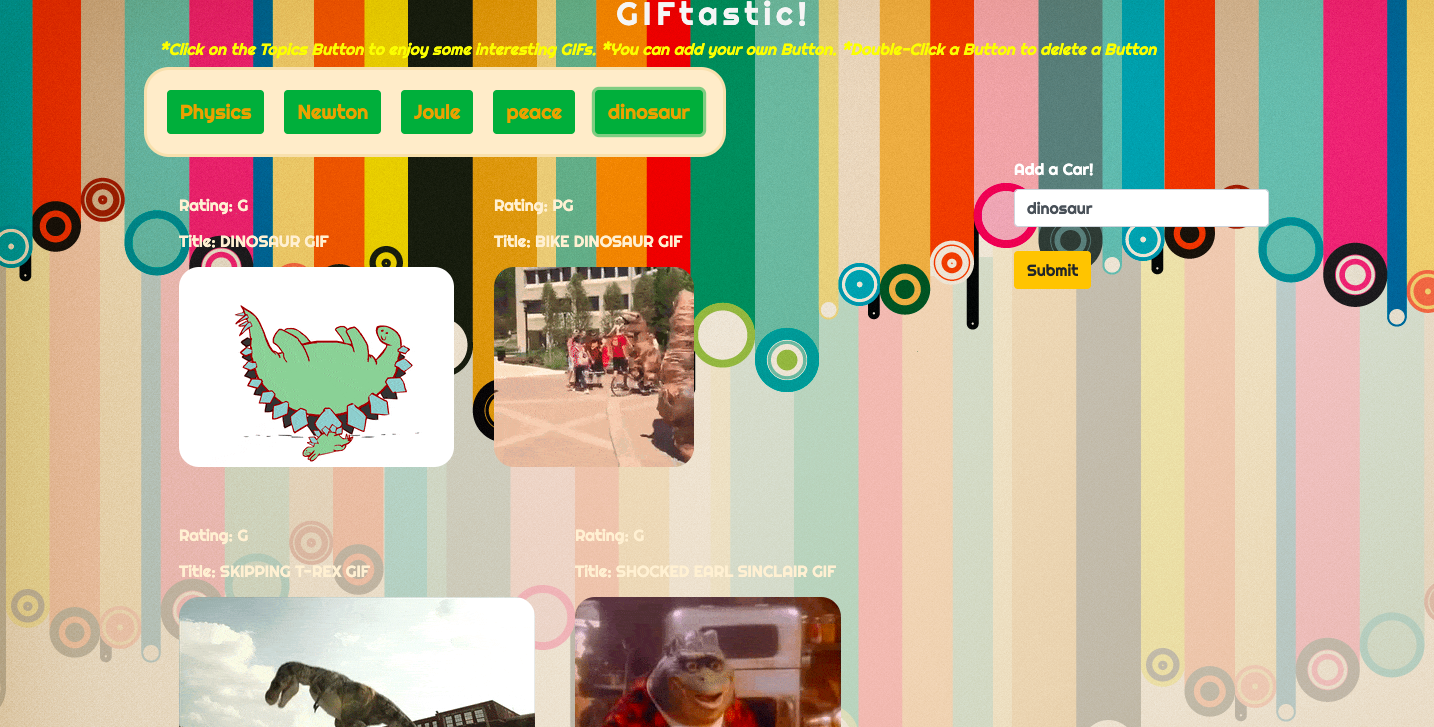 GIFtastic!
*Click on the Topics Button to enjoy some interesting GIFs. *You can add your own Button. *Double-Click a Button to delete a Button
Physics
Newton
Joule
peace
dinosaur
Add a Car!
dinosaur
Submit
Rating: G
Title: DINOSAUR GIF
Rating: PG
Title: BIKE DINOSAUR GIF
Rating: G
Title: SKIPPING T-REX GIF
Rating: G
Title: SHOCKED EARL SINCLAIR GIF